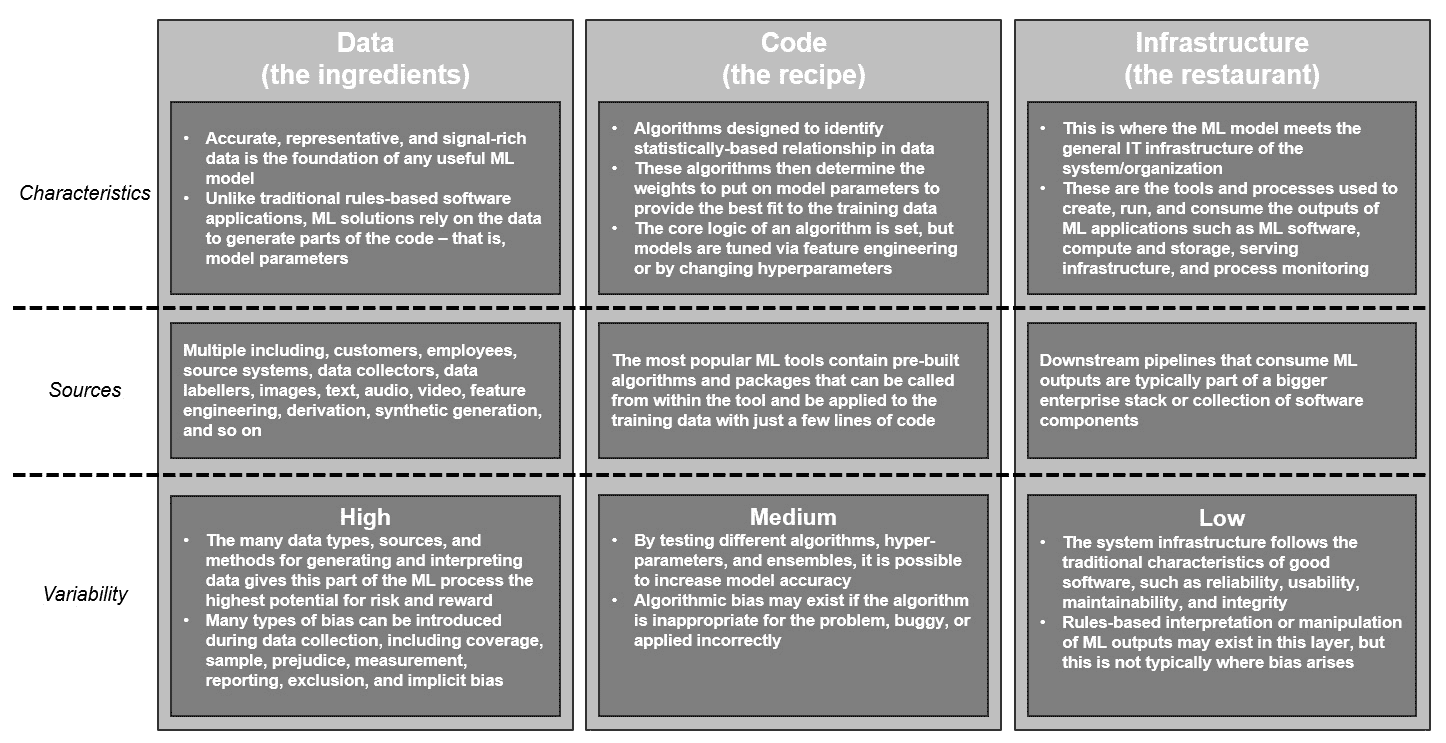 Data
(the ingredients)
Code
(the recipe)
Infrastructure
(the restaurant)
Characteristics
• Accurate, representative, and signal-rich
data is the foundation of any useful ML
model
• Unlike traditional rules-based software
applications, ML solutions rely on the data
to generate parts of the code – that is,
model parameters
• Algorithms designed to identify
statistically-based relationship in data
• These algorithms then determine the
weights to put on model parameters to
provide the best fit to the training data
• The core logic of an algorithm is set, but
models are tuned via feature engineering
or by changing hyperparameters
• This is where the ML model meets the
general IT infrastructure of the
system/organization
• These are the tools and processes used to
create, run, and consume the outputs of
ML applications such as ML software,
compute and storage, serving
infrastructure, and process monitoring
Sources
Multiple including, customers, employees,
source systems, data collectors, data
labellers, images, text, audio, video, feature
engineering, derivation, synthetic generation,
and so on
The most popular ML tools contain pre-built
algorithms and packages that can be called
from within the tool and be applied to the
training data with just a few lines of code
Downstream pipelines that consume ML
outputs are typically part of a bigger
enterprise stack or collection of software
components
Variability
High
• The many data types, sources, and
methods for generating and interpreting
data gives this part of the ML process the
highest potential for risk and reward
• Many types of bias can be introduced
during data collection, including coverage,
sample, prejudice, measurement,
reporting, exclusion, and implicit bias
Medium
• By testing different algorithms, hyper-
parameters, and ensembles, it is possible
to increase model accuracy
• Algorithmic bias may exist if the algorithm
is inappropriate for the problem, buggy, or
applied incorrectly
Low
• The system infrastructure follows the
traditional characteristics of good
software, such as reliability, usability,
maintainability, and integrity
• Rules-based interpretation or manipulation
of ML outputs may exist in this layer, but
this is not typically where bias arises